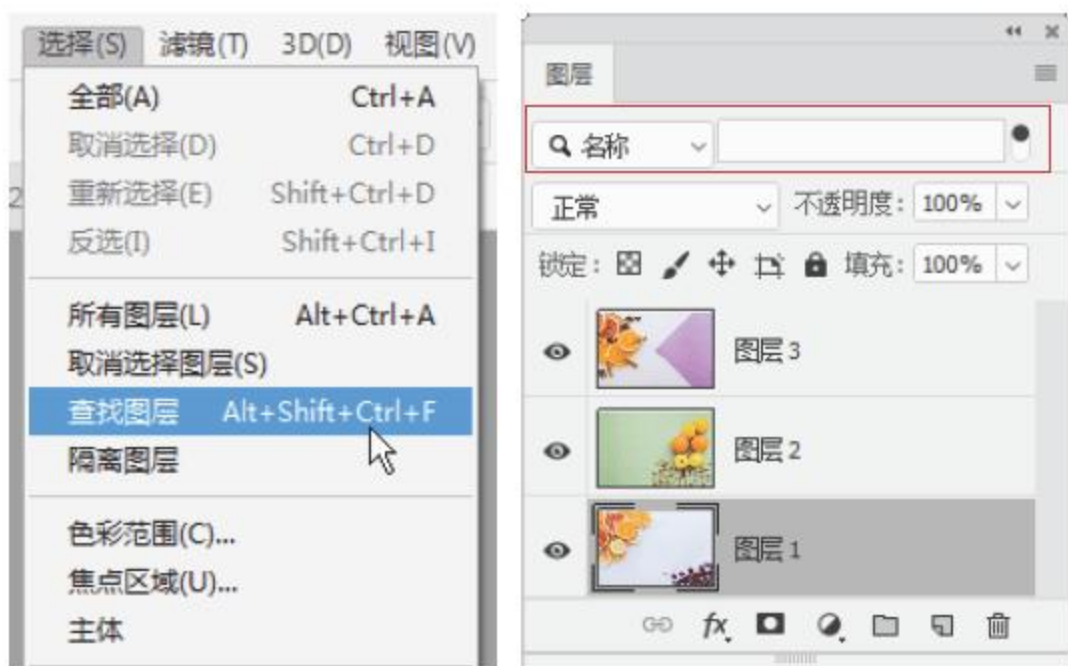 选择(S) 滤镜(T) 3D(D) 视图(V)
全部(A) Ctrl+A
取消选择(D) Ctrl+D
重新选择(E) Shift+Ctrl+D
反选(I) Shift+Ctrl+I
所有图层(L) Alt+Ctrl+A
取消选择图层(S)
查找图层 Alt+Shift+Ctrl+F
隔离图层
色彩范围(C)...
焦点区域(U)...
主体
2
图层
名称
正常 不透明度: 100%
锁定: 填充: 100%
图层 3
图层 2
图层 1
fx